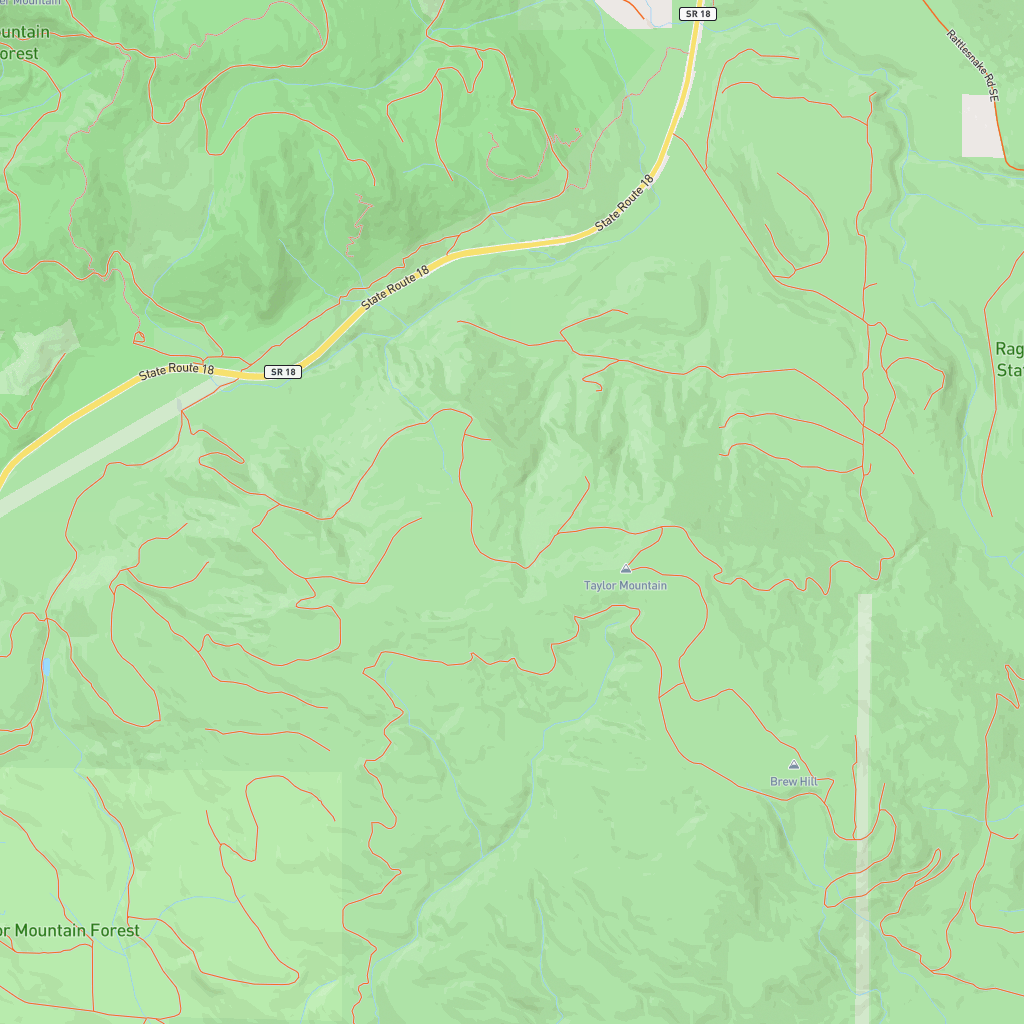 SR 18
Rattlesnake Rd SE
ountain
orest
State Route 18
State Route 18
State Route 18
SR 18
Rag
Stat
Taylor Mountain
Brew Hill
or Mountain Forest